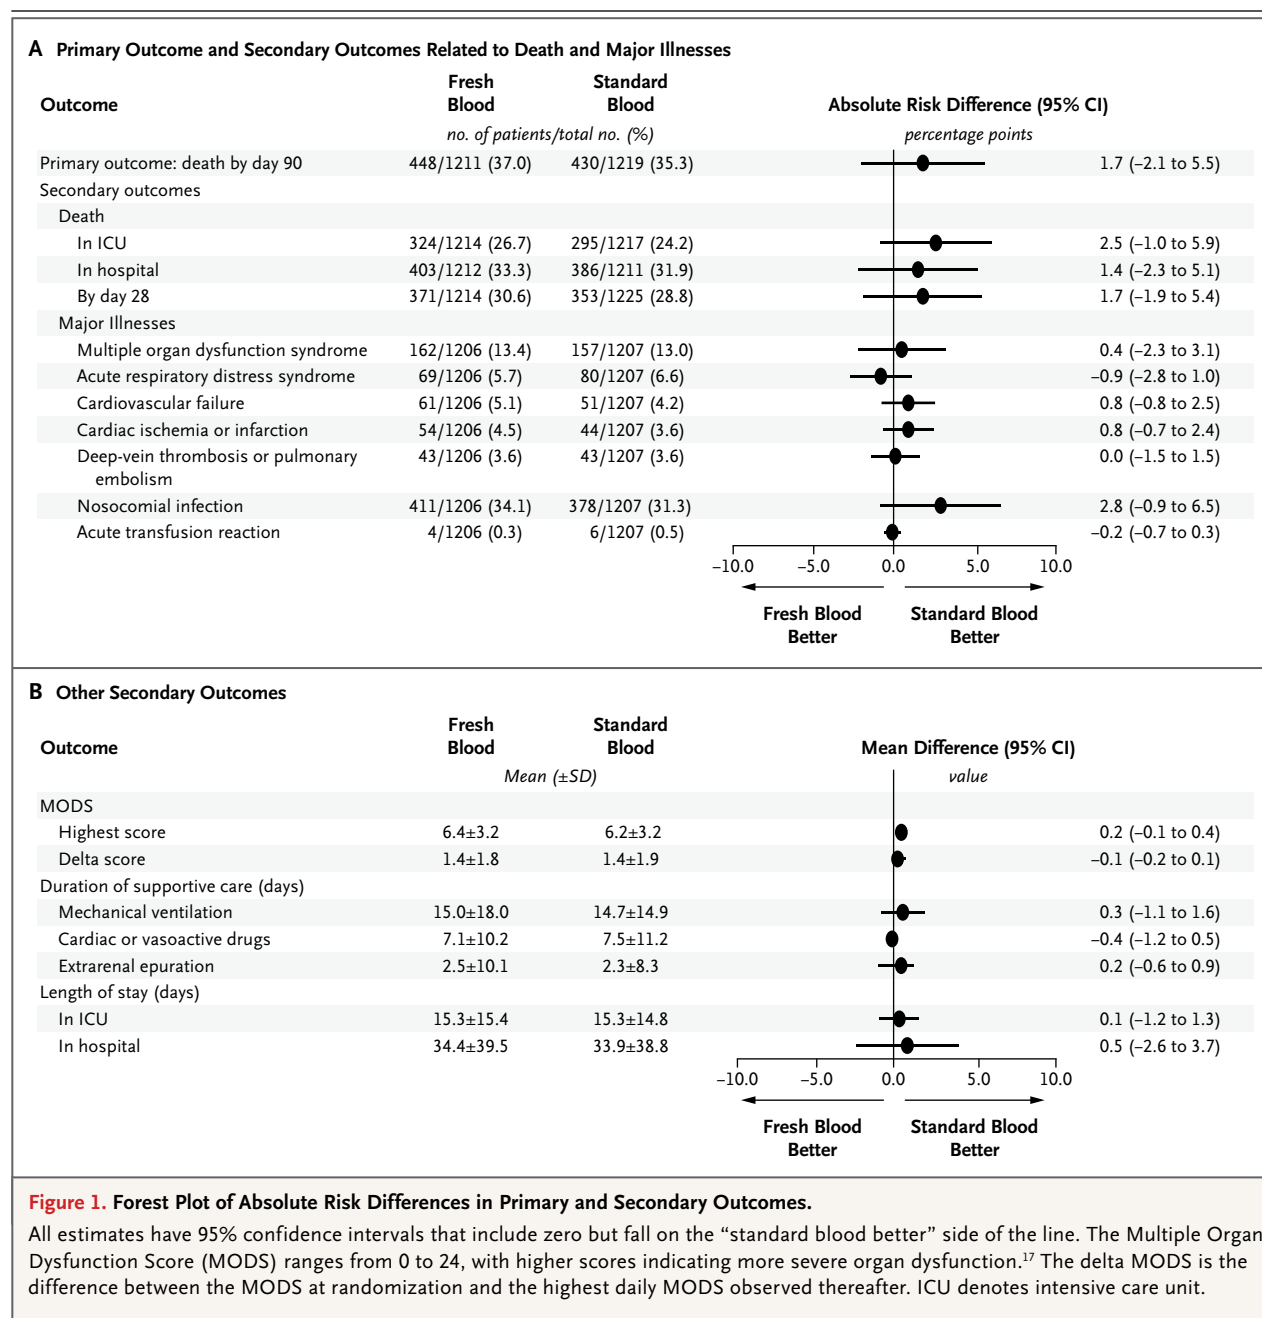 A Primary Outcome and Secondary Outcomes Related to Death and Major Illnesses
Outcome Fresh Blood Standard Blood Absolute Risk Difference (95% CI)
no. of patients/total no. (%) percentage points
Primary outcome: death by day 90 448/1211 (37.0) 430/1219 (35.3) 1.7 (–2.1 to 5.5)
Secondary outcomes
Death
In ICU 324/1214 (26.7) 295/1217 (24.2) 2.5 (–1.0 to 5.9)
In hospital 403/1212 (33.3) 386/1211 (31.9) 1.4 (–2.3 to 5.1)
By day 28 371/1214 (30.6) 353/1225 (28.8) 1.7 (–1.9 to 5.4)
Major Illnesses
Multiple organ dysfunction syndrome 162/1206 (13.4) 157/1207 (13.0) 0.4 (–2.3 to 3.1)
Acute respiratory distress syndrome 69/1206 (5.7) 80/1207 (6.6) –0.9 (–2.8 to 1.0)
Cardiovascular failure 61/1206 (5.1) 51/1207 (4.2) 0.8 (–0.8 to 2.5)
Cardiac ischemia or infarction 54/1206 (4.5) 44/1207 (3.6) 0.8 (–0.7 to 2.4)
Deep-vein thrombosis or pulmonary 43/1206 (3.6) 43/1207 (3.6) 0.0 (–1.5 to 1.5)
embolism
Nosocomial infection 411/1206 (34.1) 378/1207 (31.3) 2.8 (–0.9 to 6.5)
Acute transfusion reaction 4/1206 (0.3) 6/1207 (0.5) –0.2 (–0.7 to 0.3)
–10.0 –5.0 0.0 5.0 10.0
Fresh Blood Standard Blood
Better Better
B Other Secondary Outcomes
Outcome Fresh Blood Standard Blood Mean Difference (95% CI)
Mean (±SD) value
MODS
Highest score 6.4±3.2 6.2±3.2 0.2 (–0.1 to 0.4)
Delta score 1.4±1.8 1.4±1.9 –0.1 (–0.2 to 0.1)
Duration of supportive care (days)
Mechanical ventilation 15.0±18.0 14.7±14.9 0.3 (–1.1 to 1.6)
Cardiac or vasoactive drugs 7.1±10.2 7.5±11.2 –0.4 (–1.2 to 0.5)
Extrarenal epuration 2.5±10.1 2.3±8.3 0.2 (–0.6 to 0.9)
Length of stay (days)
In ICU 15.3±15.4 15.3±14.8 0.1 (–1.2 to 1.3)
In hospital 34.4±39.5 33.9±38.8 0.5 (–2.6 to 3.7)
–10.0 –5.0 0.0 5.0 10.0
Fresh Blood Standard Blood
Better Better
Figure 1. Forest Plot of Absolute Risk Differences in Primary and Secondary Outcomes.
All estimates have 95% confidence intervals that include zero but fall on the “standard blood better” side of the line. The Multiple Organ
Dysfunction Score (MODS) ranges from 0 to 24, with higher scores indicating more severe organ dysfunction.17 The delta MODS is the
difference between the MODS at randomization and the highest daily MODS observed thereafter. ICU denotes intensive care unit.